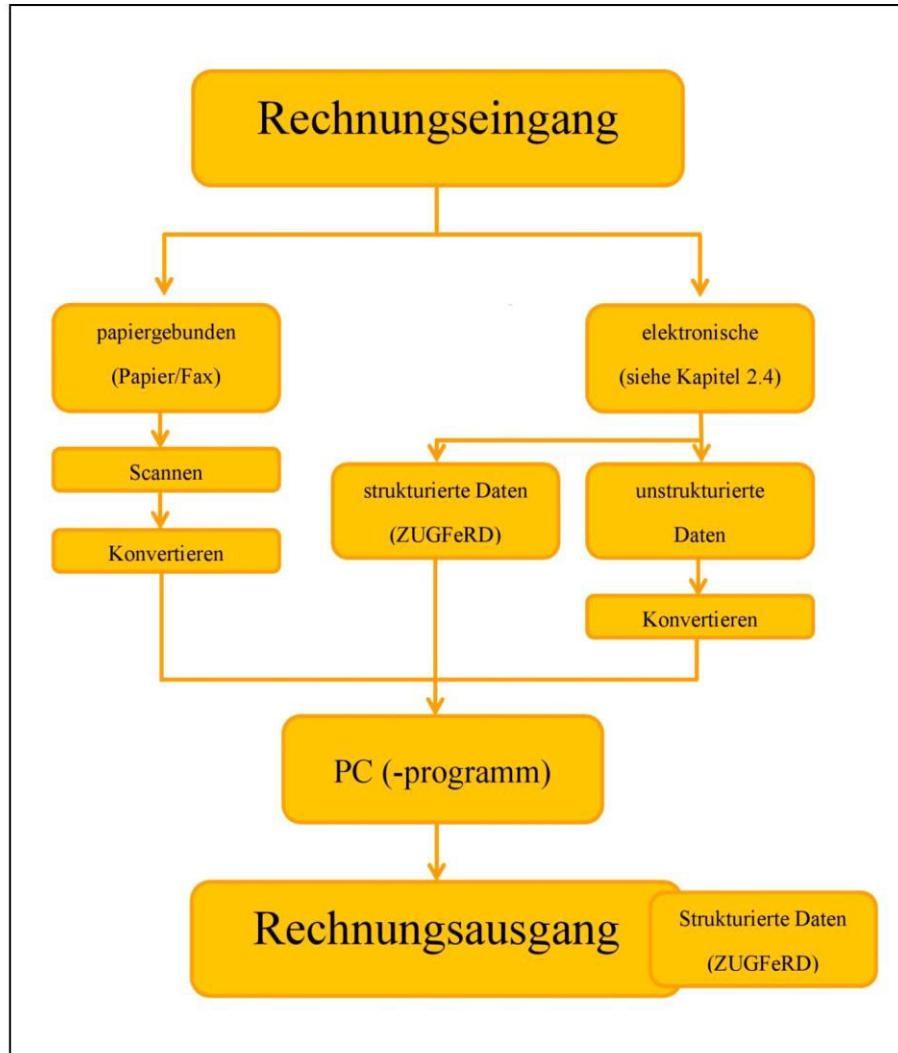 Rechnungseingang
papiergebunden
(Papier/Fax)
elektronische
(siehe Kapitel 2.4)
Scannen
Konvertieren
strukturierte Daten
(ZUGFeRD)
unstrukturierte
Daten
Konvertieren
PC (-programm)
Rechnungsausgang
Strukturierte Daten
(ZUGFeRD)